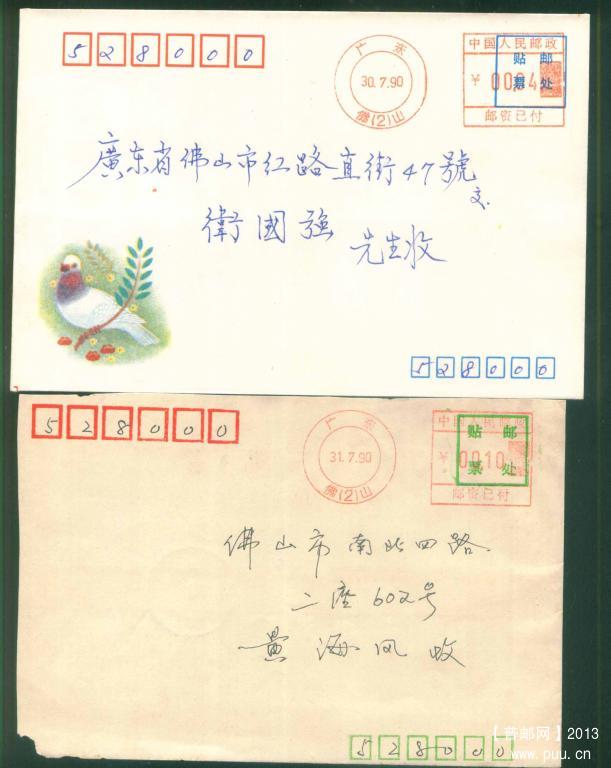 528000
广东
30.7.90
佛(2)山
中国人民邮政
¥ 0004
邮资已付
贴邮
票处
廣东省佛山市红路直街47號
交
衛國強
先生收
528000
528000
广东
31.7.90
佛(2)山
中国人民邮政
¥ 0010
邮资已付
贴邮
票处
佛山市南北四路
二座602号
黄海凤收
528000
【茜邮网】2013
www.puu.cn